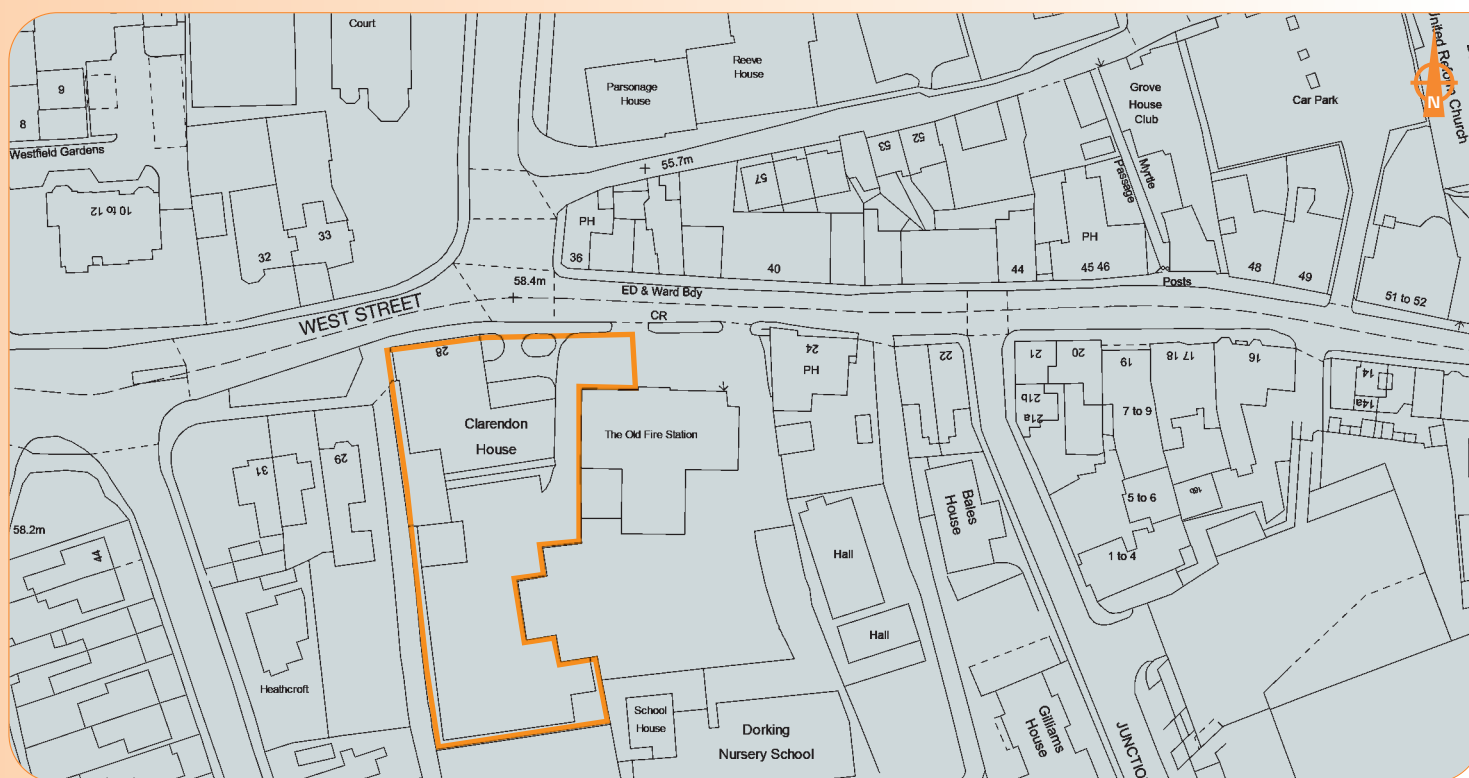 Court
Reeve
House
Parsonage
House
9
8
Westfield Gardens
10 to 12
32
33
55.7m
57
53
52
Grove
House
Club
Car Park
United Reform Church
N
Myrtle
Passage
PH
36
40
44
PH
45 46
48
49
51 to 52
Posts
58.4m
ED & Ward Bdy
WEST STREET
CR
28
24
PH
22
21
20
19
17 18
16
14
14a
21b
21a
7 to 9
Clarendon
House
The Old Fire Station
31
29
58.2m
44
Bales
House
5 to 6
16b
1 to 4
Hall
Hall
Heathcroft
School
House
Dorking
Nursery School
Gilliams
House
JUNCTIO